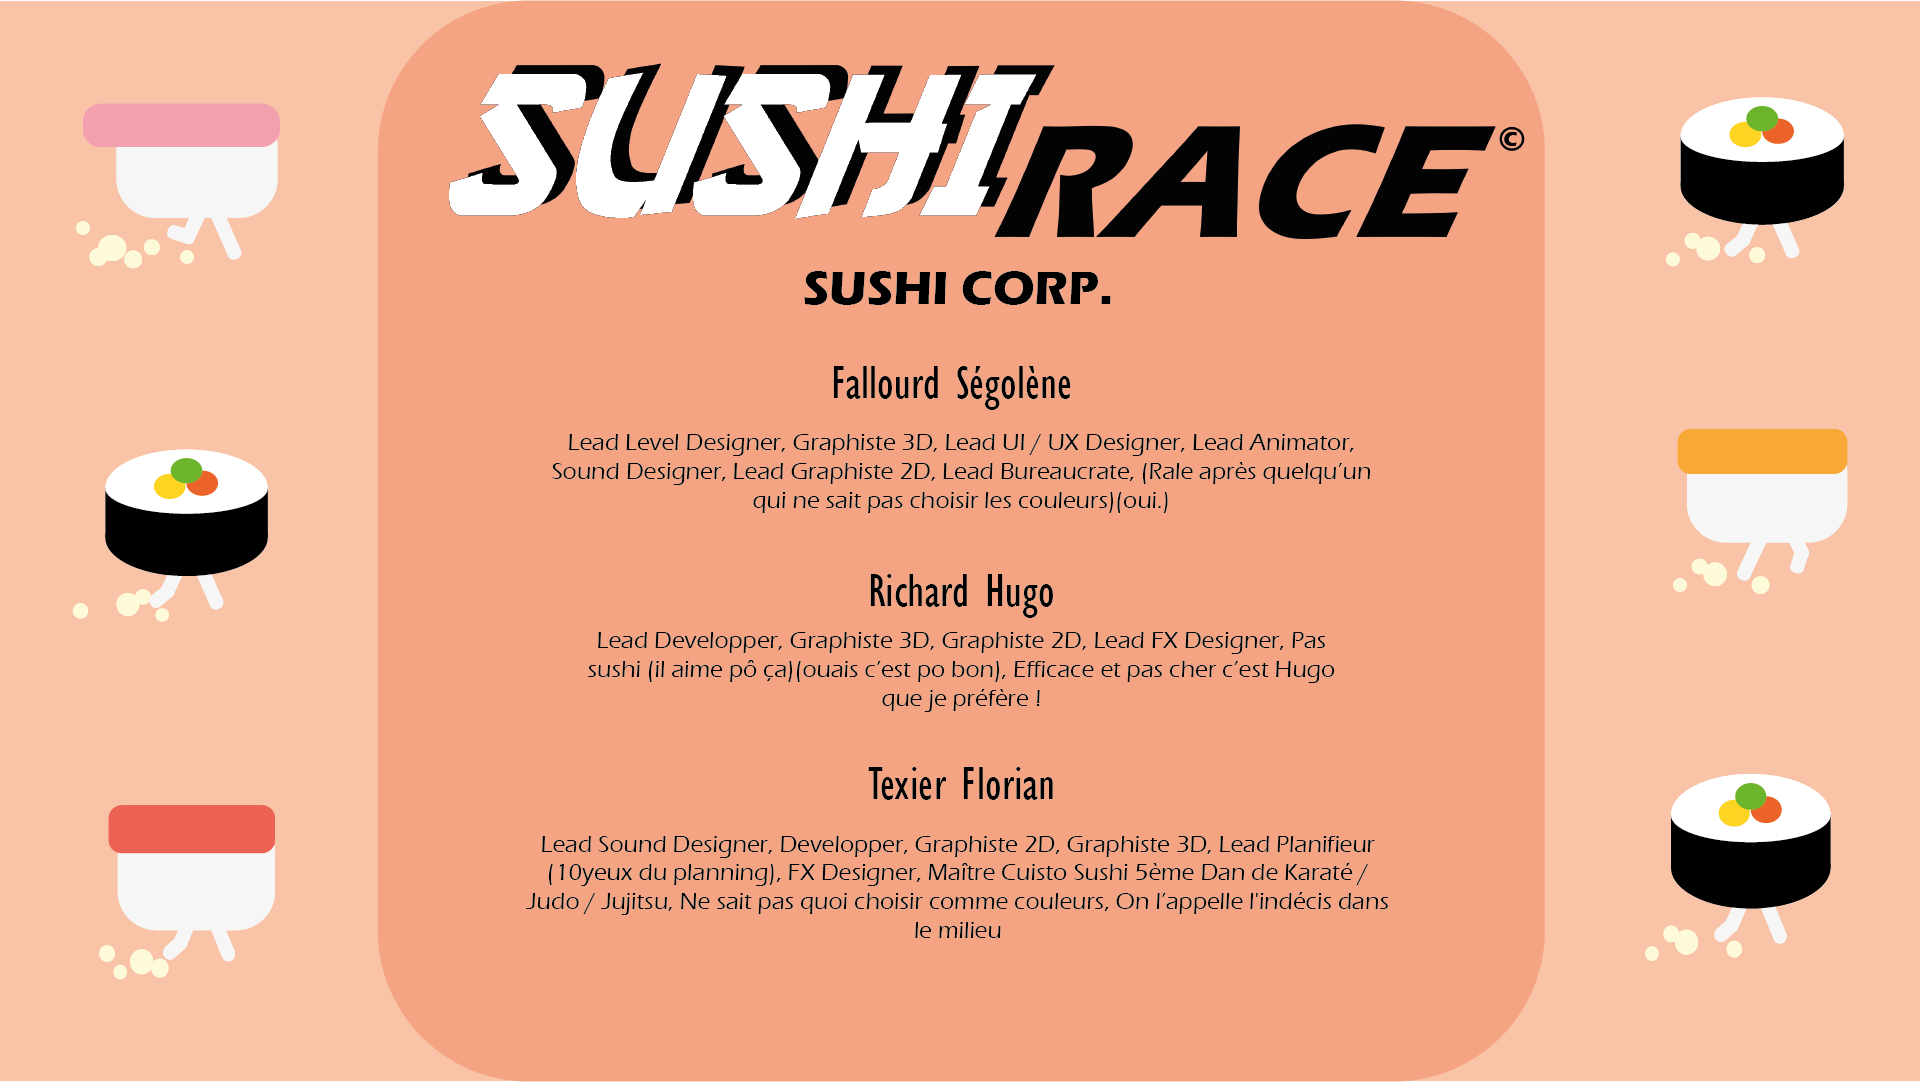 SUSHI RACE ©
SUSHI CORP.
Fallourd Ségolène
Lead Level Designer, Graphiste 3D, Lead UI / UX Designer, Lead Animator,
Sound Designer, Lead Graphiste 2D, Lead Bureaucrate, (Rale après quelqu’un
qui ne sait pas choisir les couleurs)(oui.)
Richard Hugo
Lead Developper, Graphiste 3D, Graphiste 2D, Lead FX Designer, Pas
sushi (il aime pô ça)(ouais c’est po bon), Efficace et pas cher c’est Hugo
que je préfère !
Texier Florian
Lead Sound Designer, Developper, Graphiste 2D, Graphiste 3D, Lead Planifieur
(10yeux du planning), FX Designer, Maître Cuisto Sushi 5ème Dan de Karaté /
Judo / Jujitsu, Ne sait pas quoi choisir comme couleurs, On l’appelle l'indécis dans
le milieu